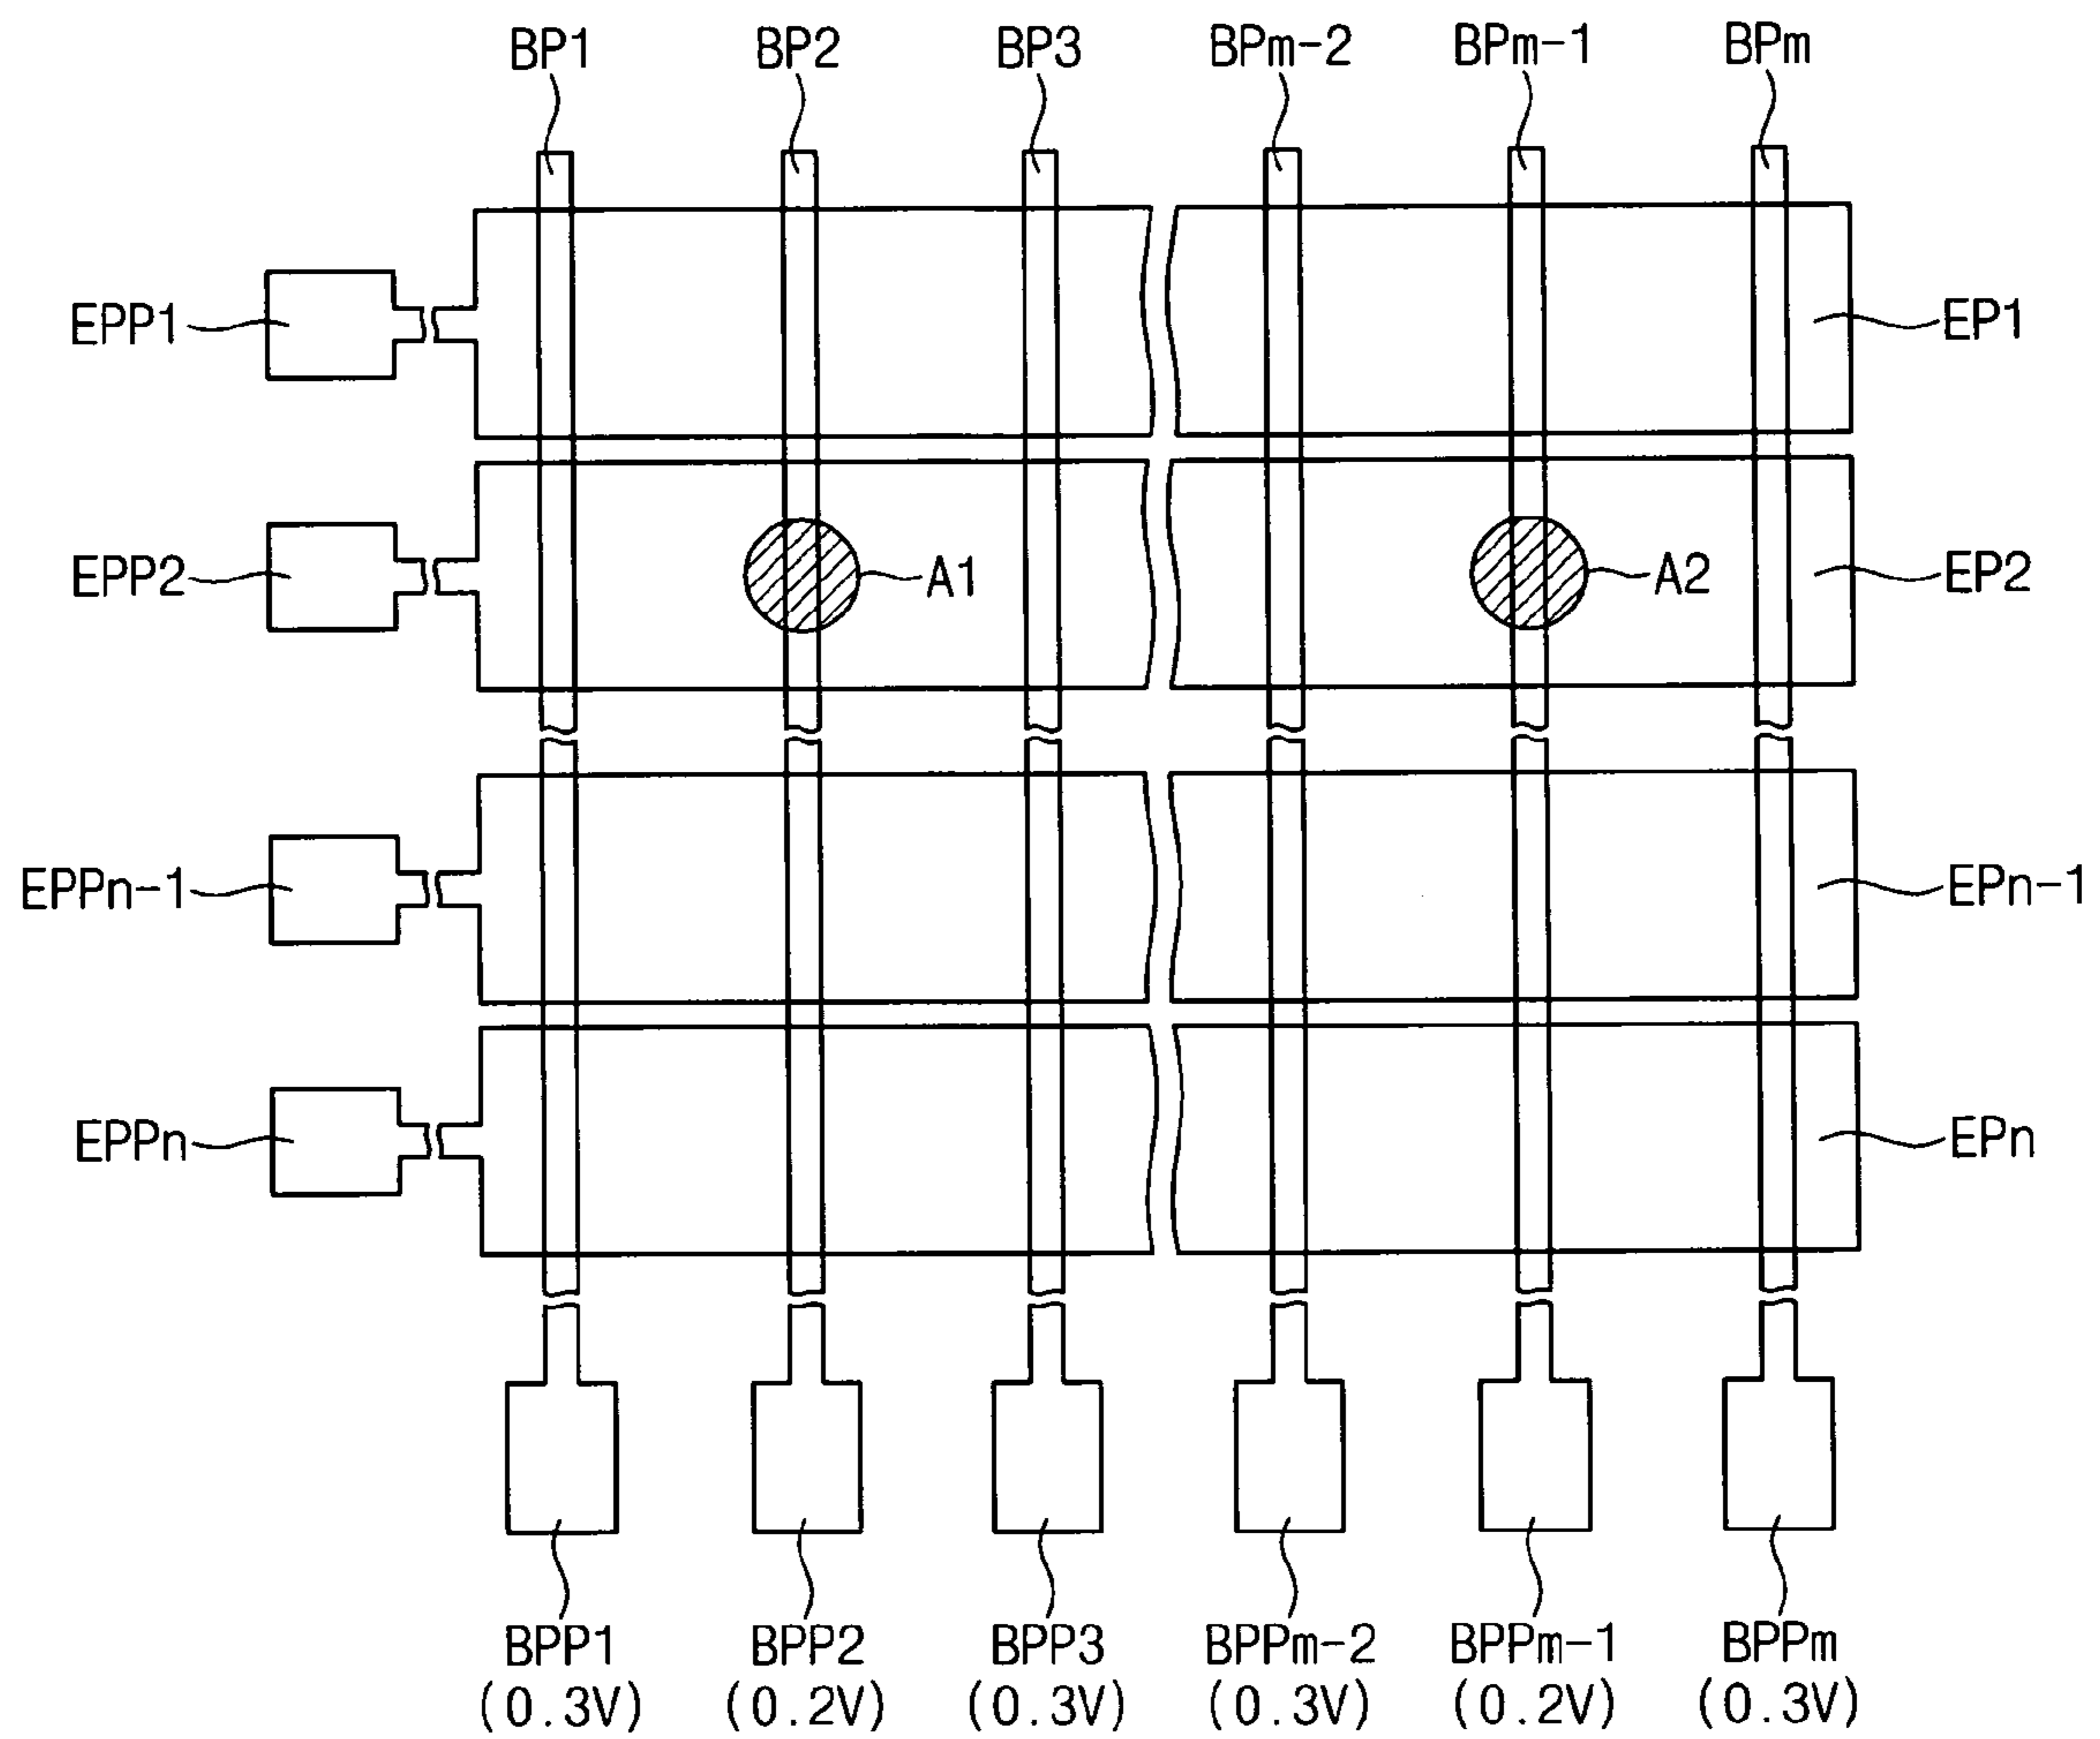 BP1 BP2 BP3 BPm-2 BPm-1 BPm
EPP1 EP1
EPP2 A1 A2 EP2
EPPn-1 EPn-1
EPPn EPn
BPP1 BPP2 BPP3 BPPm-2 BPPm-1 BPPm
(0.3V) (0.2V) (0.3V) (0.3V) (0.2V) (0.3V)